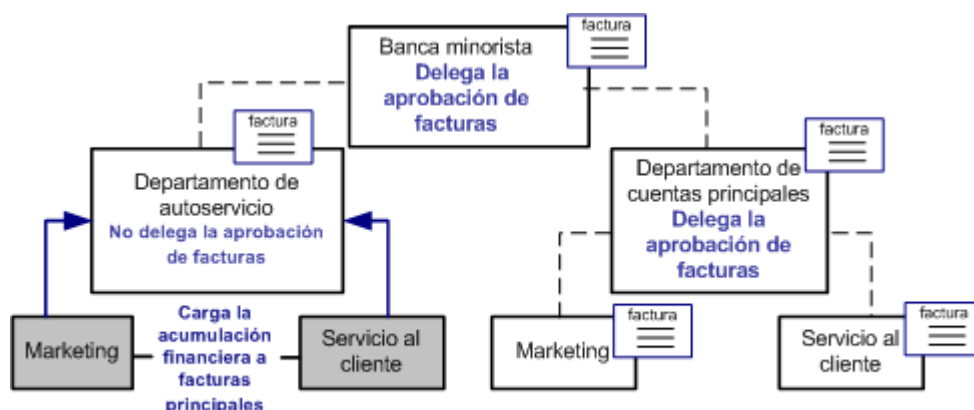 factura
Banca minorista
Delega la
aprobación de
facturas
factura
Departamento de
autoservicio
No delega la aprobación
de facturas
factura
Departamento de
cuentas principales
Delega la
aprobación de
facturas
Marketing
Carga la
acumulación
financiera a
facturas
principales
Servicio al
cliente
factura
Marketing
factura
Servicio al
cliente